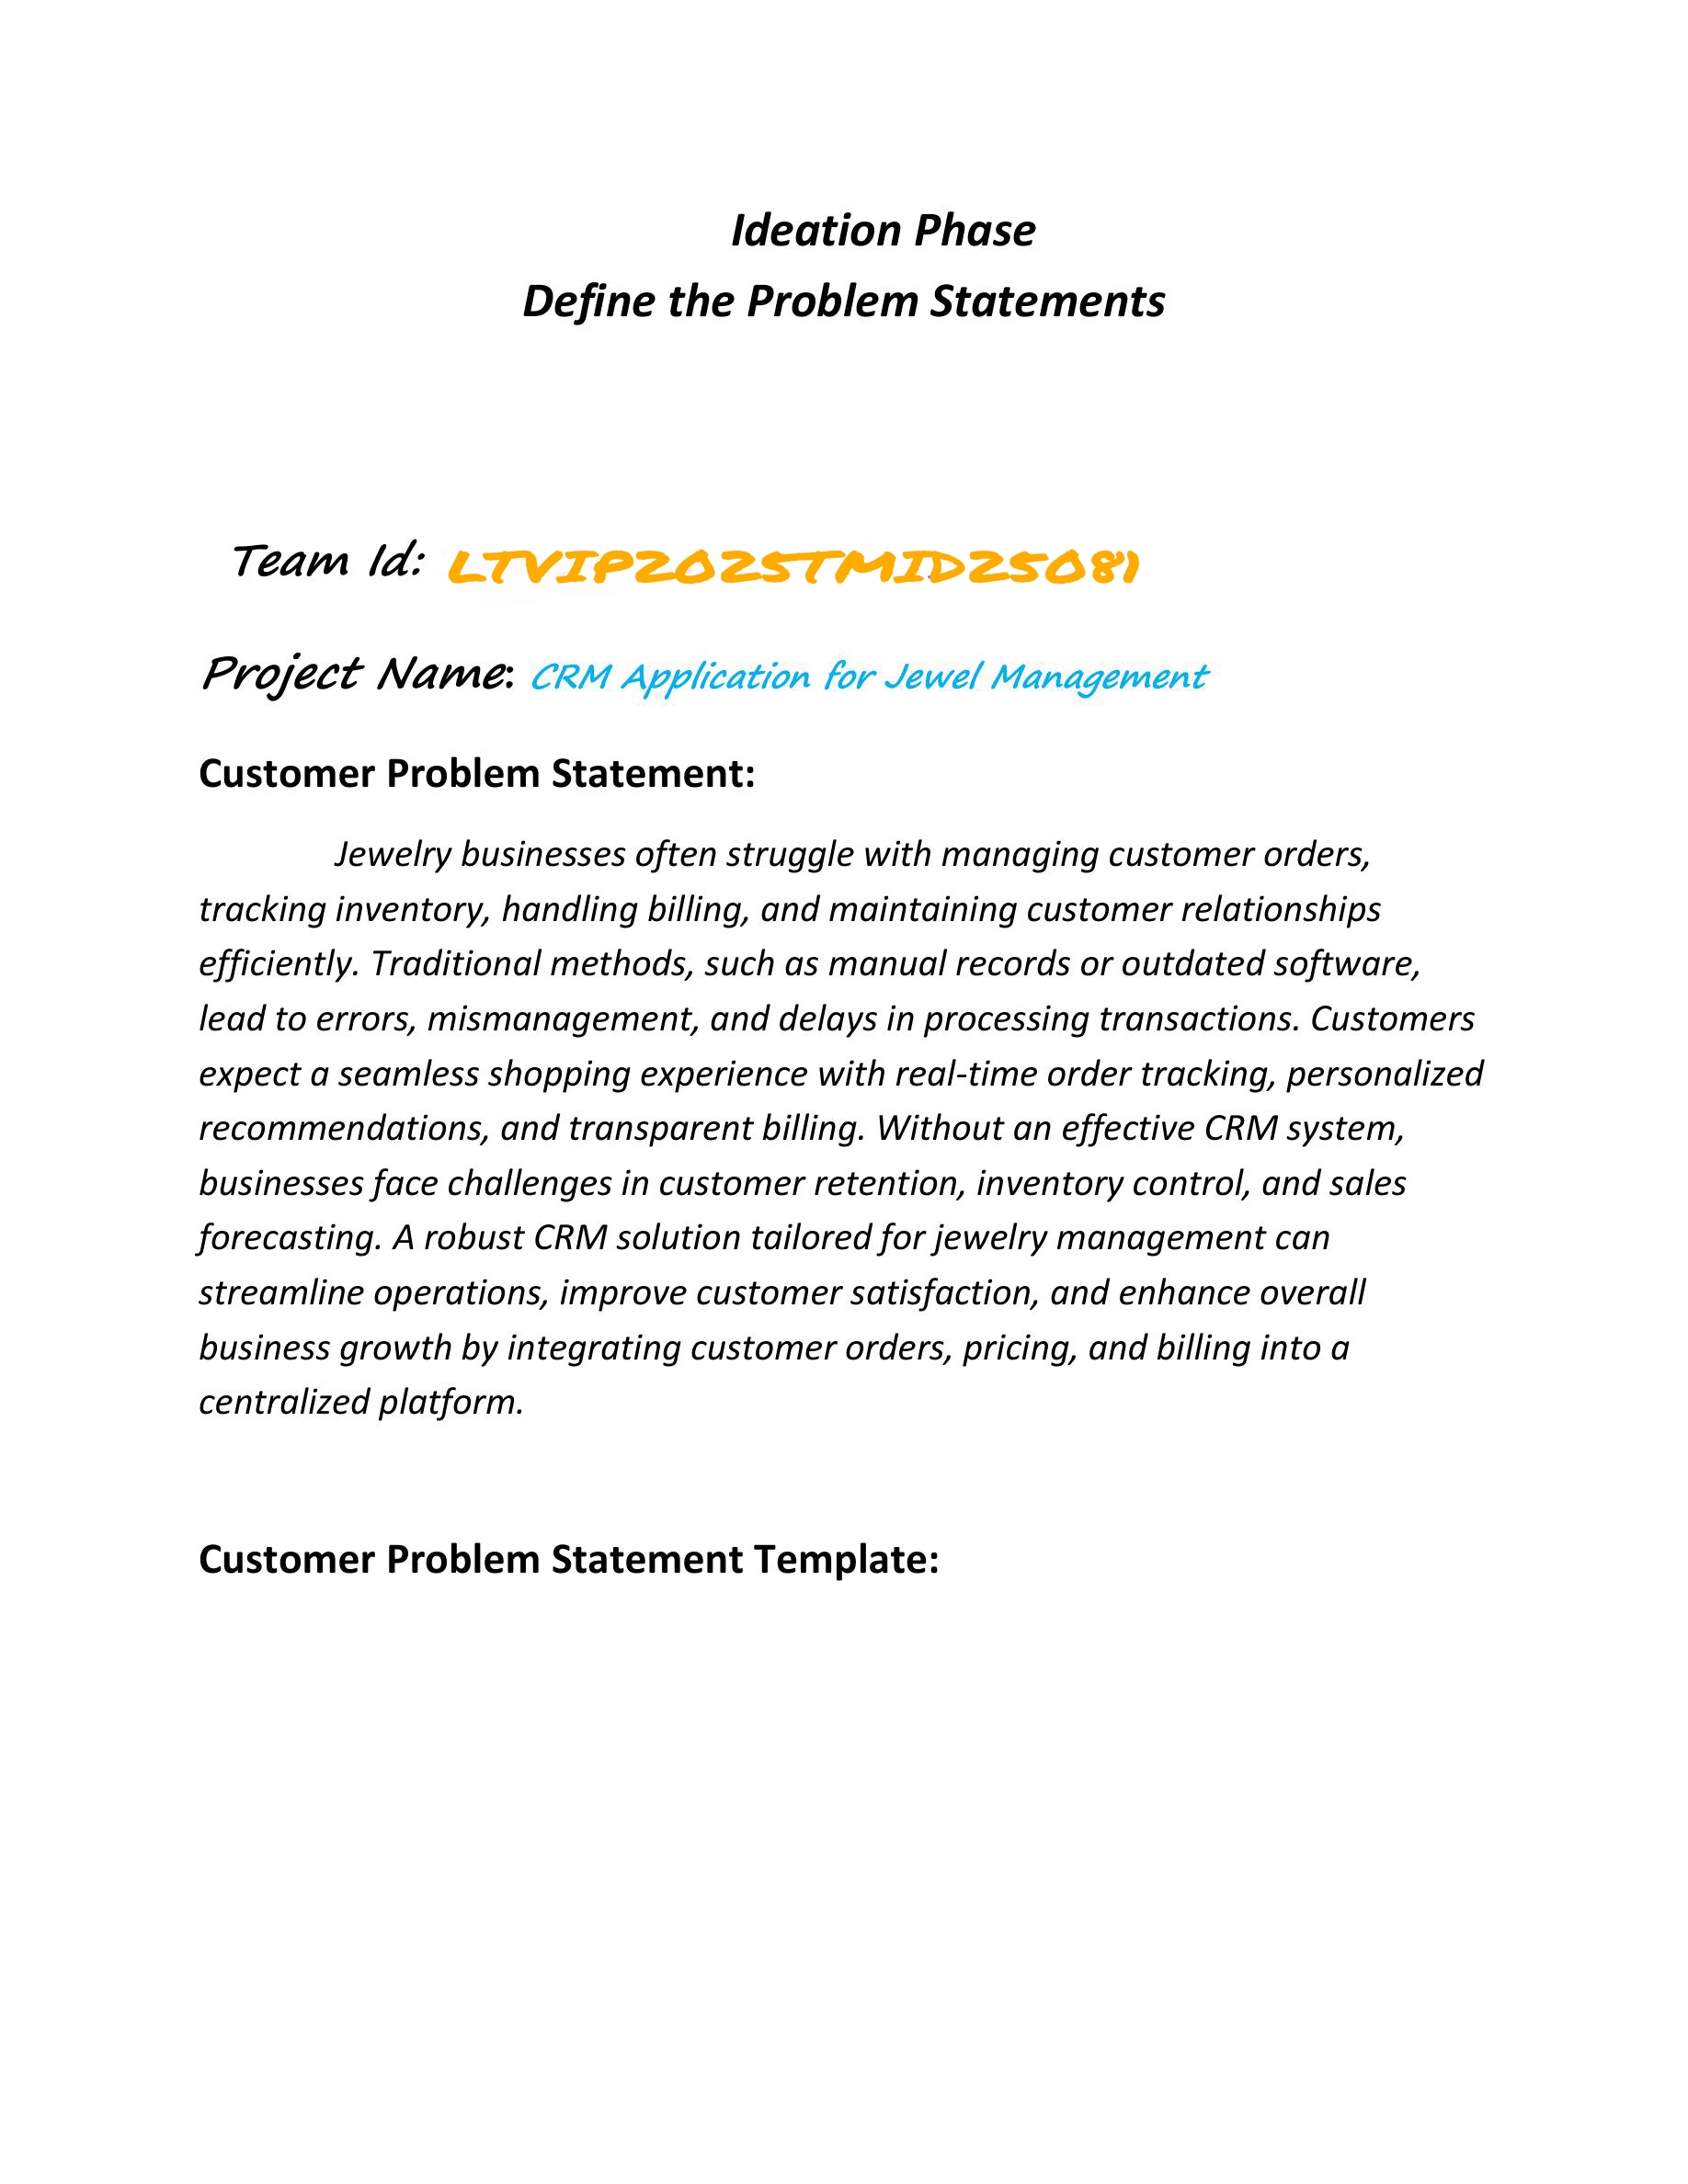 Ideation Phase
Define the Problem Statements
Team Id: LTVIP2025TMID25081
Project Name: CRM Application for Jewel Management
Customer Problem Statement:
Jewelry businesses often struggle with managing customer orders,
tracking inventory, handling billing, and maintaining customer relationships
efficiently. Traditional methods, such as manual records or outdated software,
lead to errors, mismanagement, and delays in processing transactions. Customers
expect a seamless shopping experience with real-time order tracking, personalized
recommendations, and transparent billing. Without an effective CRM system,
businesses face challenges in customer retention, inventory control, and sales
forecasting. A robust CRM solution tailored for jewelry management can
streamline operations, improve customer satisfaction, and enhance overall
business growth by integrating customer orders, pricing, and billing into a
centralized platform.
Customer Problem Statement Template: